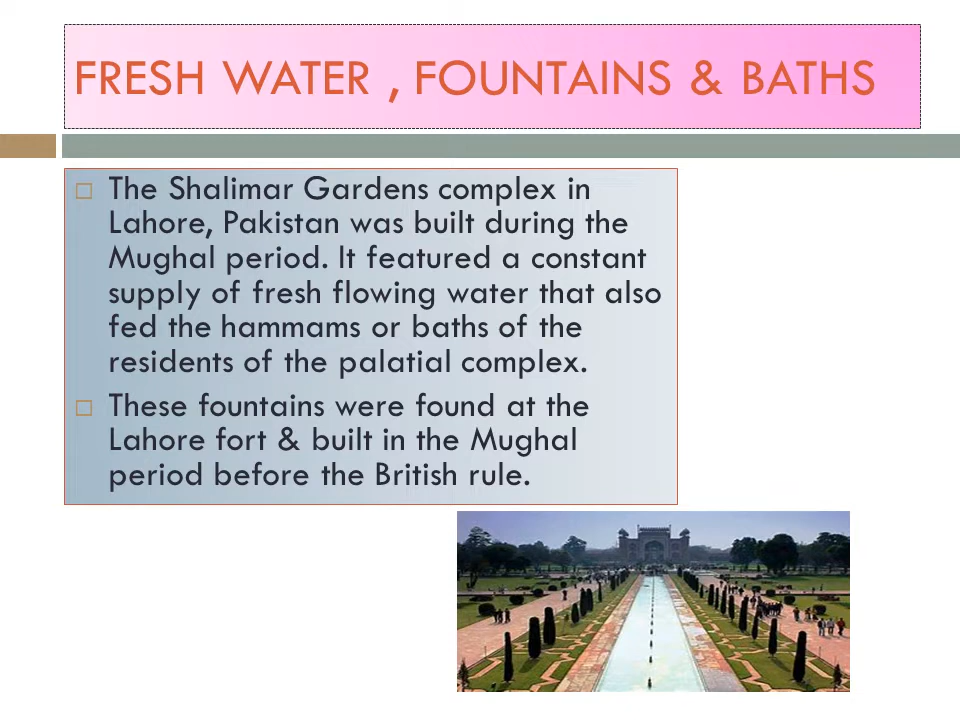 FRESH WATER , FOUNTAINS & BATHS
The Shalimar Gardens complex in
Lahore, Pakistan was built during the
Mughal period. It featured a constant
supply of fresh flowing water that also
fed the hammams or baths of the
residents of the palatial complex.
These fountains were found at the
Lahore fort & built in the Mughal
period before the British rule.